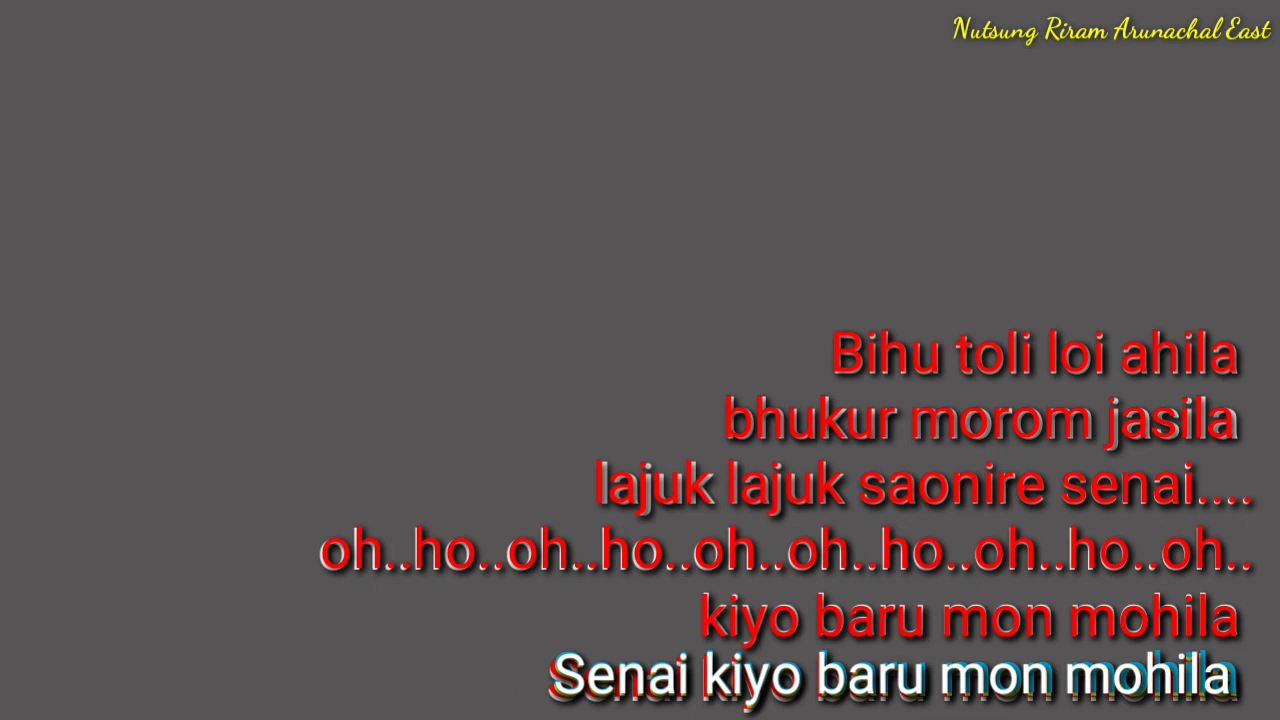 Nutsung Riram Arunachal East
Bihu toli loi ahila
bhukur morom jasila
lajuk lajuk saonire senai....
oh..ho..oh..ho..oh..oh..ho..oh..ho..oh..
kiyo baru mon mohila
Senai kiyo baru mon mohila